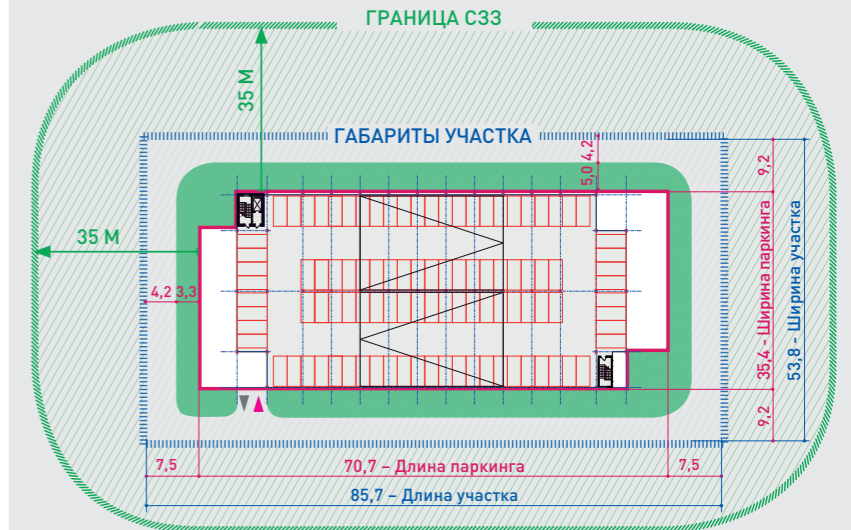 ГРАНИЦА СЗЗ
35 М
ГАБАРИТЫ УЧАСТКА
4,2
5,0
9,2
35 М
4,2
3,3
35,4 - Ширина паркинга
53,8 - Ширина участка
9,2
7,5
70,7 – Длина паркинга
7,5
85,7 – Длина участка